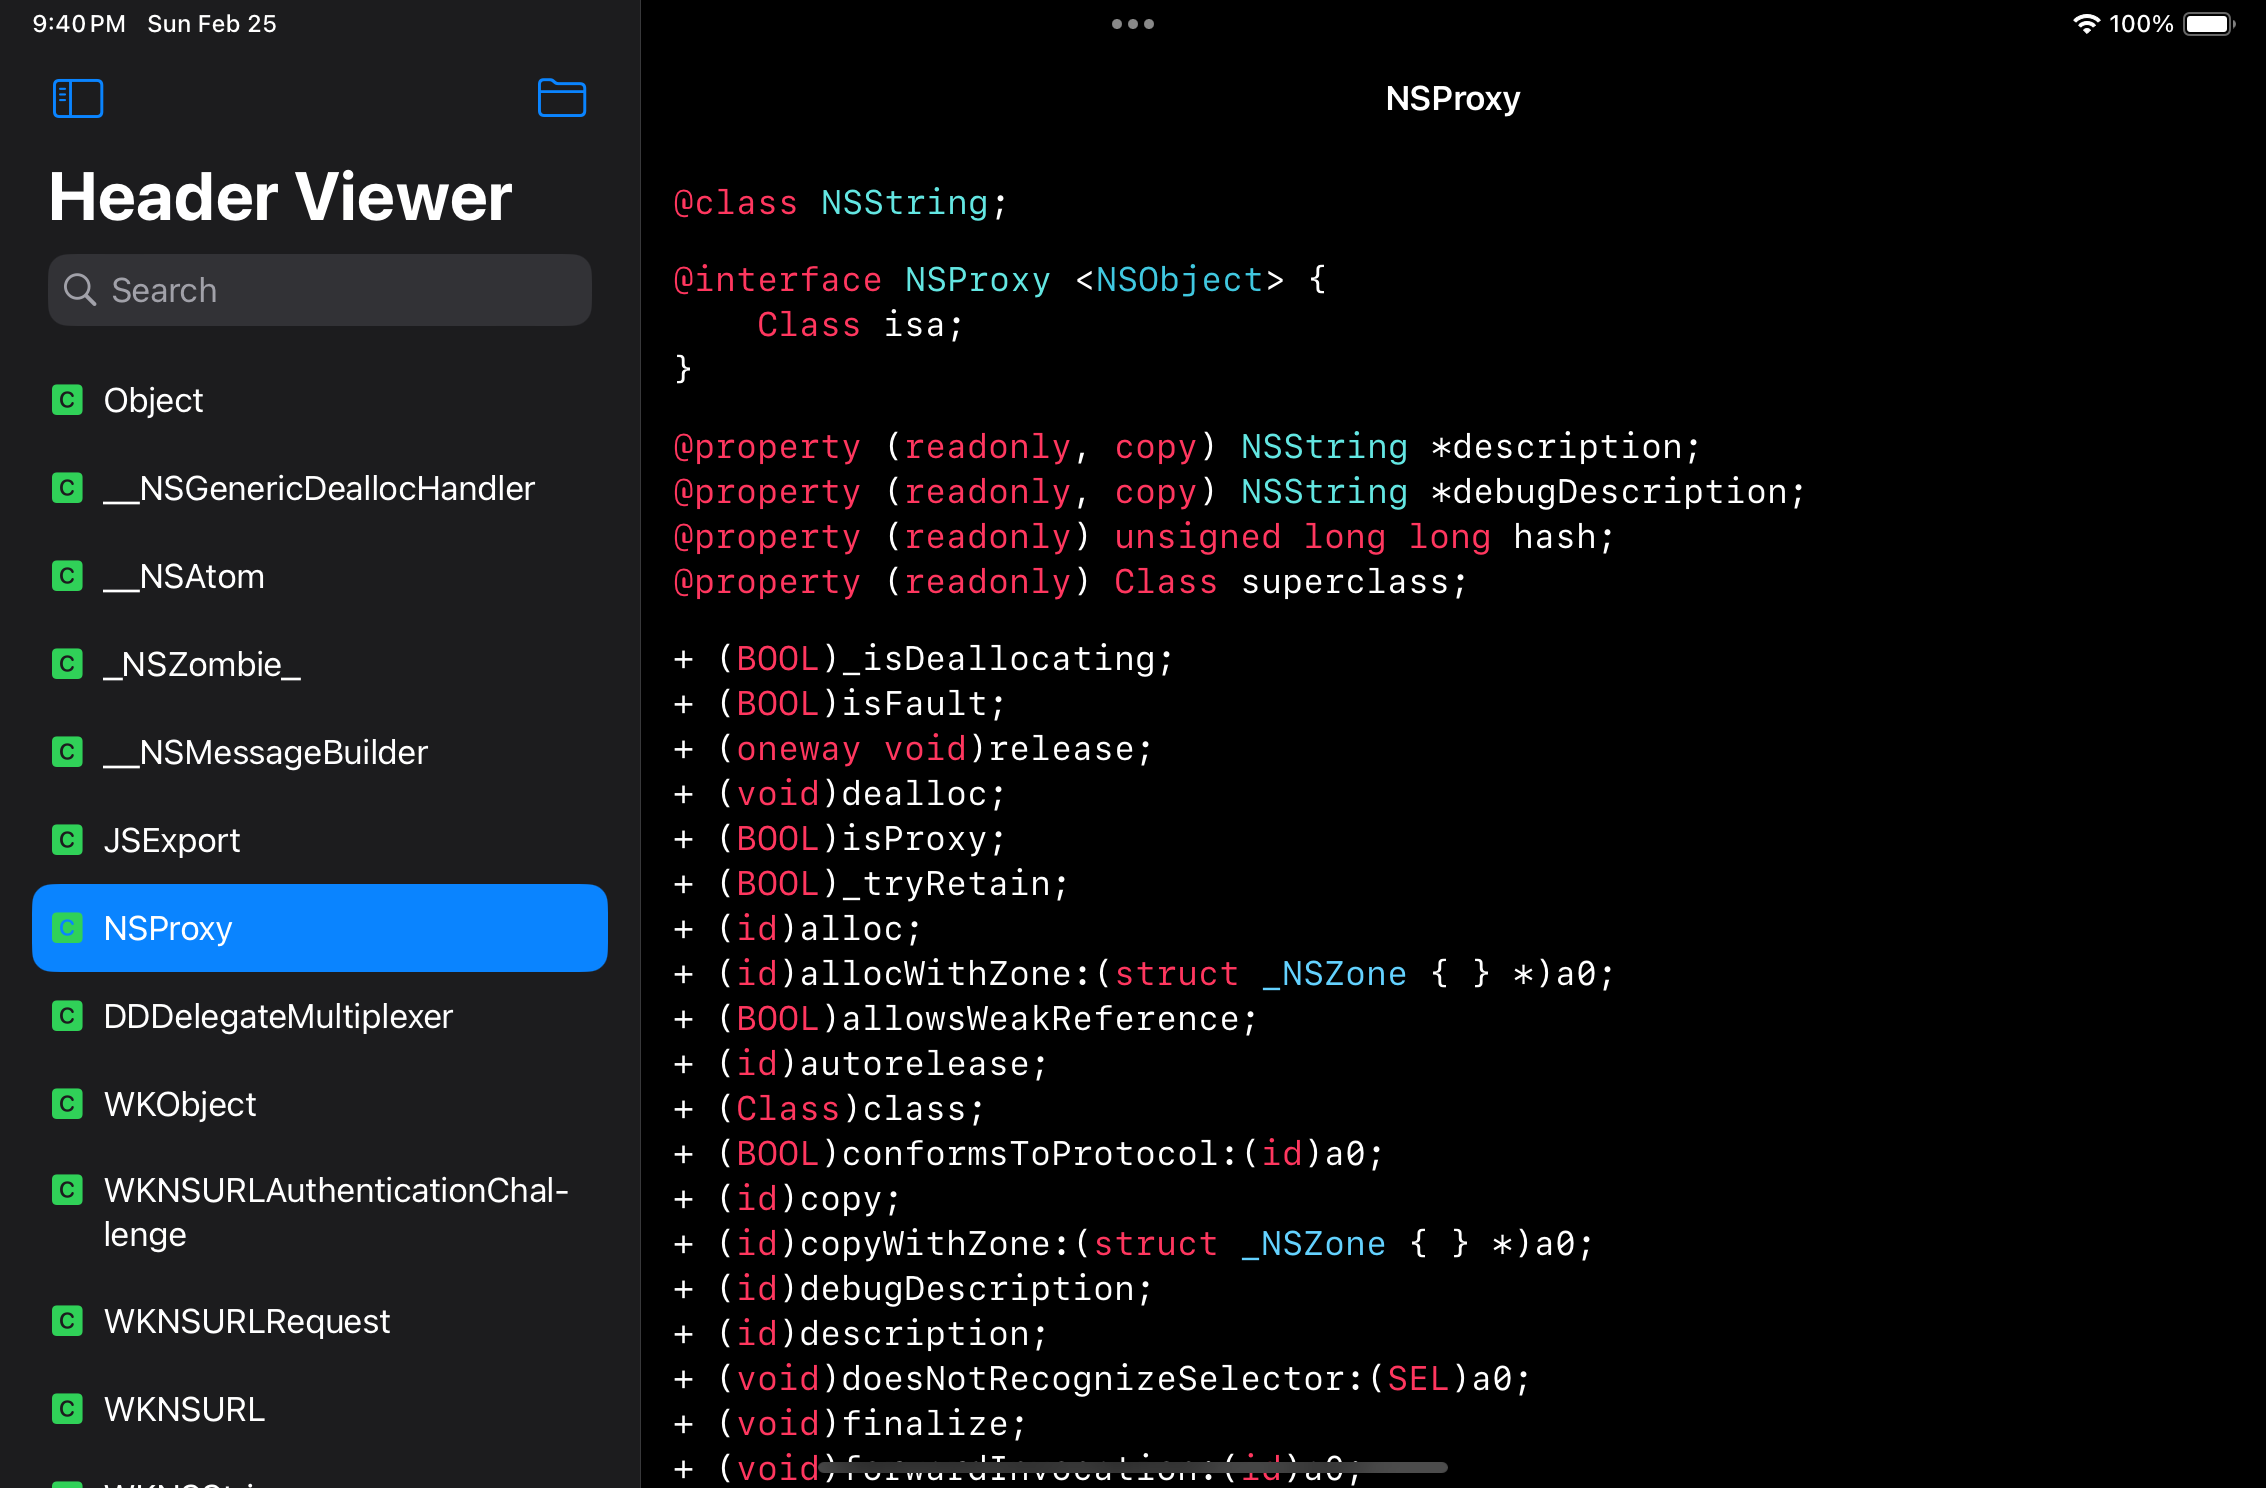 9:40 PM Sun Feb 25
100%
Header Viewer
Search
C Object
C __NSGenericDeallocHandler
C __NSAtom
C _NSZombie_
C __NSMessageBuilder
C JSExport
C NSProxy
C DDDelegateMultiplexer
C WKObject
C WKNSURLAuthenticationChal-
lenge
C WKNSURLRequest
C WKNSURL
NSProxy
@class NSString;
@interface NSProxy <NSObject> {
    Class isa;
}
@property (readonly, copy) NSString *description;
@property (readonly, copy) NSString *debugDescription;
@property (readonly) unsigned long long hash;
@property (readonly) Class superclass;
+ (BOOL)_isDeallocating;
+ (BOOL)isFault;
+ (oneway void)release;
+ (void)dealloc;
+ (BOOL)isProxy;
+ (BOOL)_tryRetain;
+ (id)alloc;
+ (id)allocWithZone:(struct _NSZone { } *)a0;
+ (BOOL)allowsWeakReference;
+ (id)autorelease;
+ (Class)class;
+ (BOOL)conformsToProtocol:(id)a0;
+ (id)copy;
+ (id)copyWithZone:(struct _NSZone { } *)a0;
+ (id)debugDescription;
+ (id)description;
+ (void)doesNotRecognizeSelector:(SEL)a0;
+ (void)finalize;
+ (void)forwardInvocation:(id)a0;